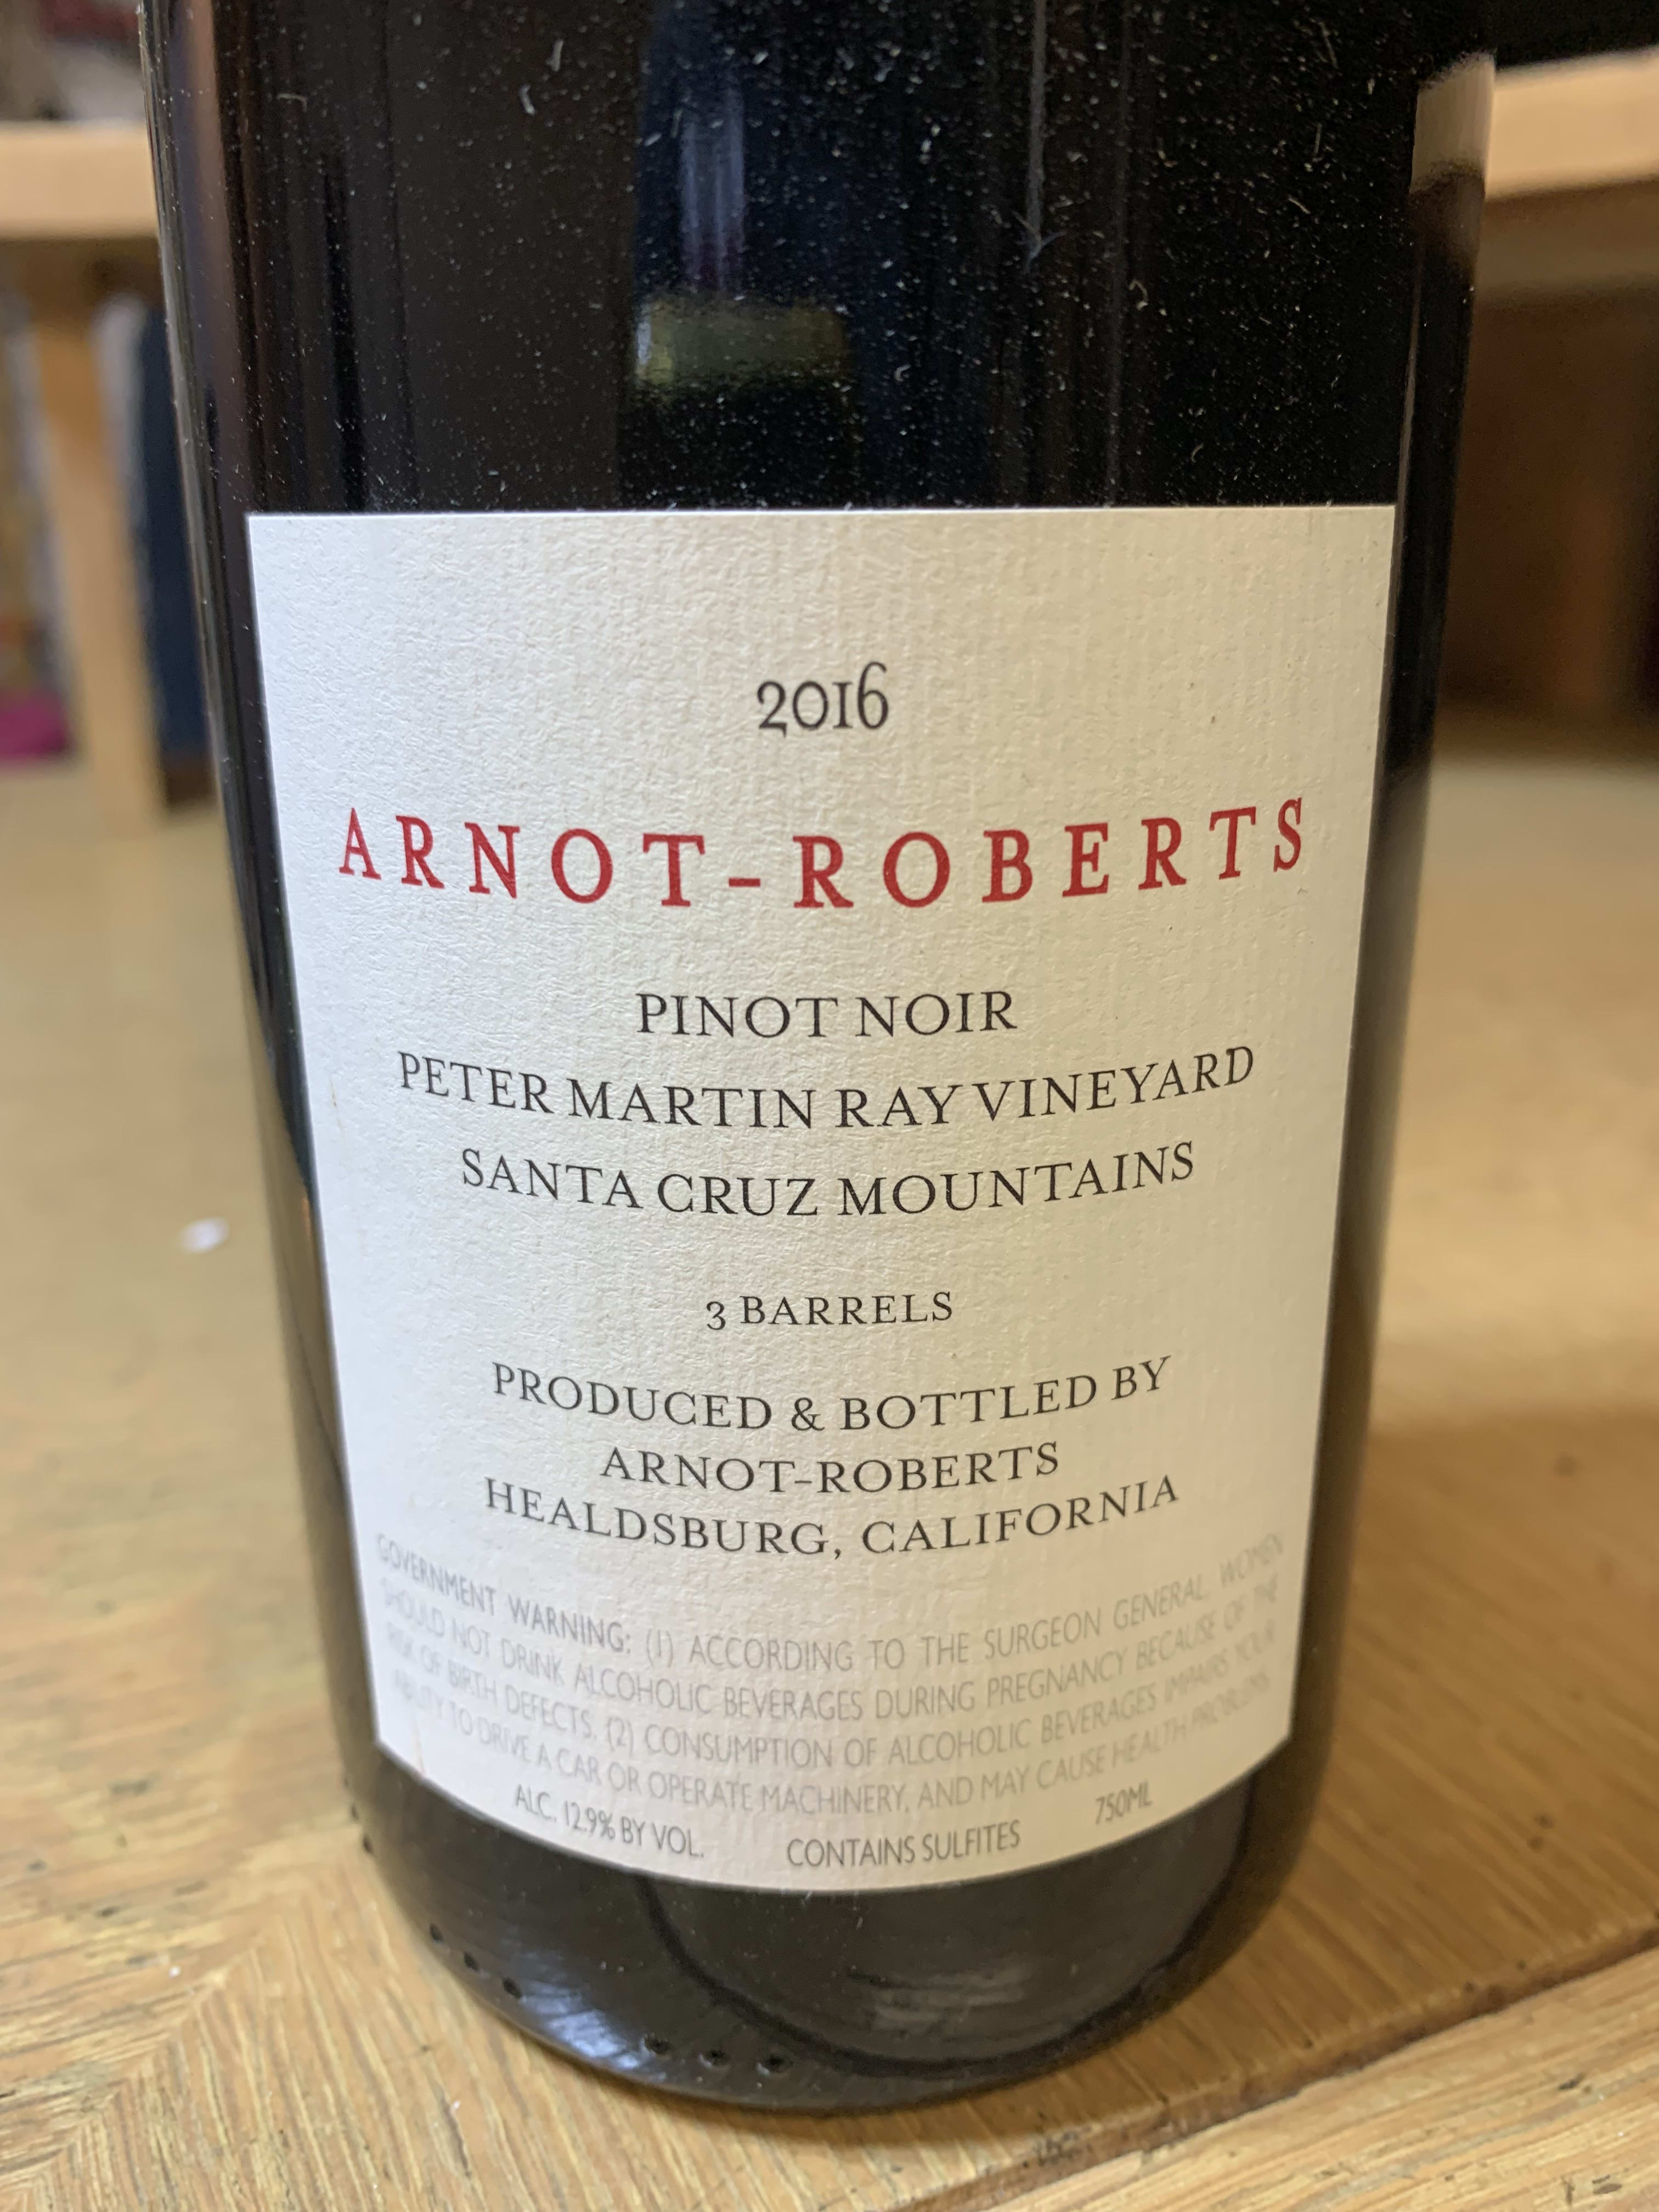 2016
ARNOT-ROBERTS
PINOT NOIR
PETER MARTIN RAY VINEYARD
SANTA CRUZ MOUNTAINS
3 BARRELS
PRODUCED & BOTTLED BY
ARNOT-ROBERTS
HEALDSBURG, CALIFORNIA
GOVERNMENT WARNING: (1) ACCORDING TO THE SURGEON GENERAL, WOMEN
SHOULD NOT DRINK ALCOHOLIC BEVERAGES DURING PREGNANCY BECAUSE OF THE
RISK OF BIRTH DEFECTS. (2) CONSUMPTION OF ALCOHOLIC BEVERAGES IMPAIRS YOUR
ABILITY TO DRIVE A CAR OR OPERATE MACHINERY, AND MAY CAUSE HEALTH PROBLEMS.
ALC. 12.9% BY VOL. CONTAINS SULFITES 750ML